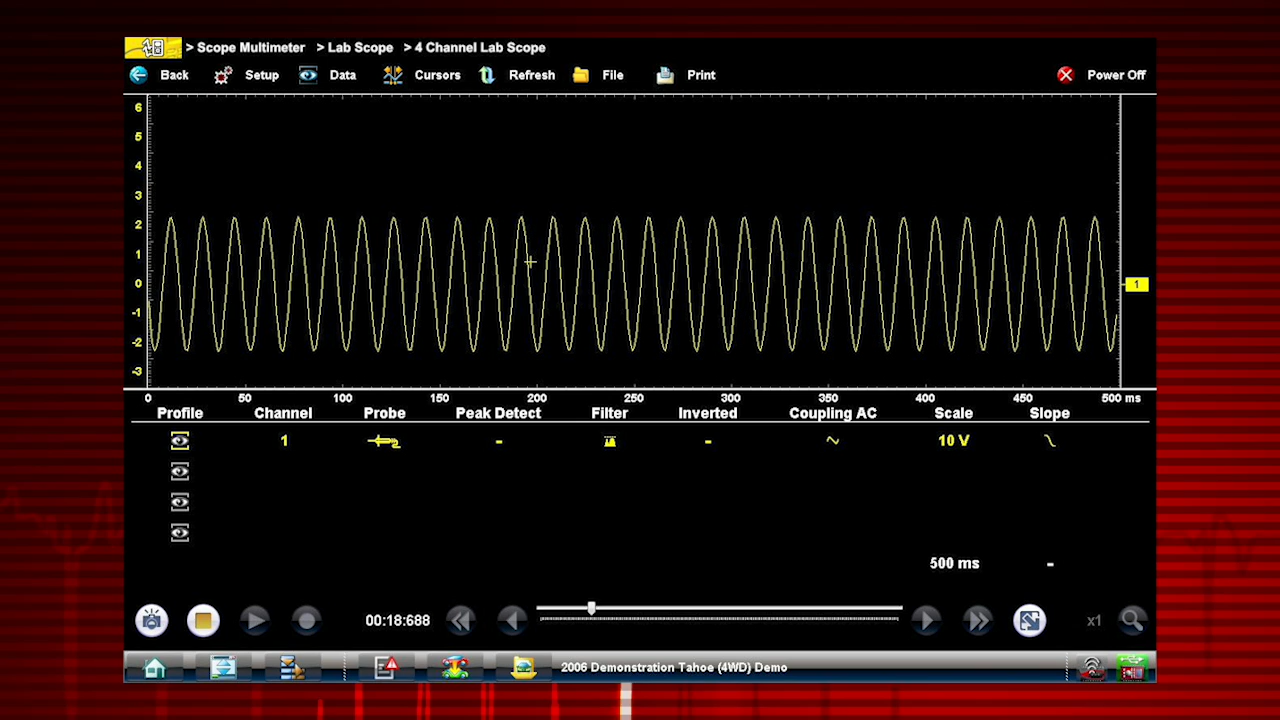 > Scope Multimeter > Lab Scope > 4 Channel Lab Scope
Back Setup Data Cursors Refresh File Print Power Off
6
5
4
3
2
1
0
-1
-2
-3
1
0 50 100 150 200 250 300 350 400 450 500 ms
Profile Channel Probe Peak Detect Filter Inverted Coupling AC Scale Slope
1 - - 10 V
500 ms -
00:18:688 x1
2006 Demonstration Tahoe (4WD) Demo